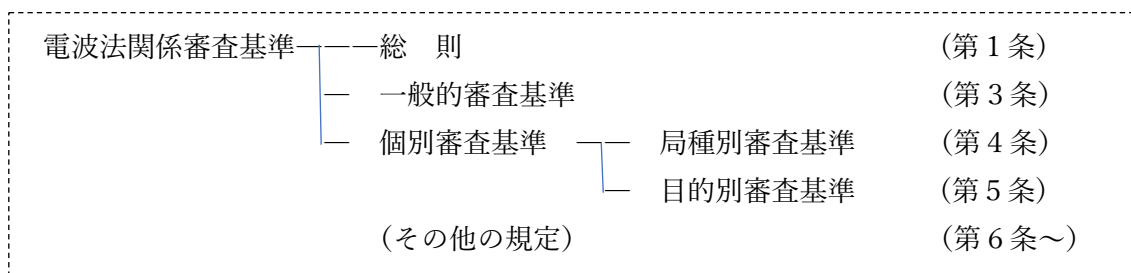 電波法関係審査基準―――総　則　(第1条)
― 一般的審査基準　(第3条)
― 個別審査基準　――　局種別審査基準　(第4条)
―　目的別審査基準　(第5条)
(その他の規定)　(第6条～)